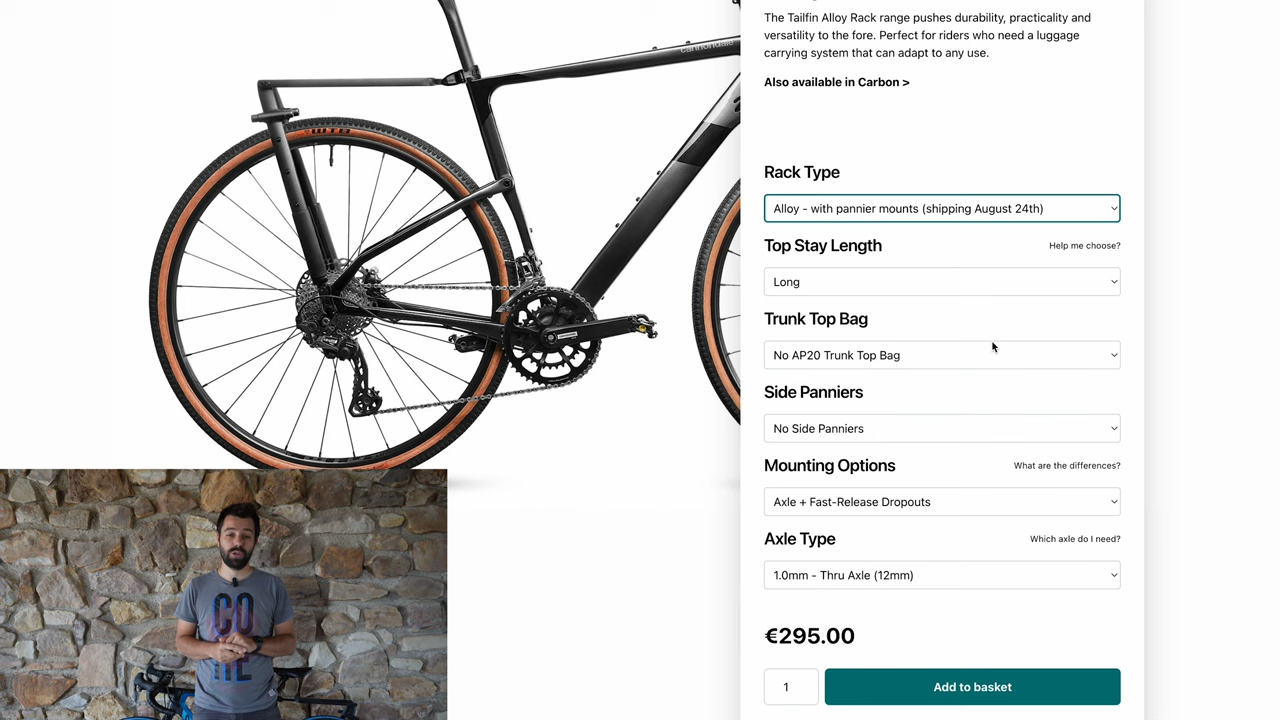 The Tailfin Alloy Rack range pushes durability, practicality and
versatility to the fore. Perfect for riders who need a luggage
carrying system that can adapt to any use.
Also available in Carbon >
Rack Type
Alloy - with pannier mounts (shipping August 24th)
Top Stay Length
Help me choose?
Long
Trunk Top Bag
No AP20 Trunk Top Bag
Side Panniers
No Side Panniers
Mounting Options
What are the differences?
Axle + Fast-Release Dropouts
Axle Type
Which axle do I need?
1.0mm - Thru Axle (12mm)
€295.00
1
Add to basket
cannondale
WTB
CO